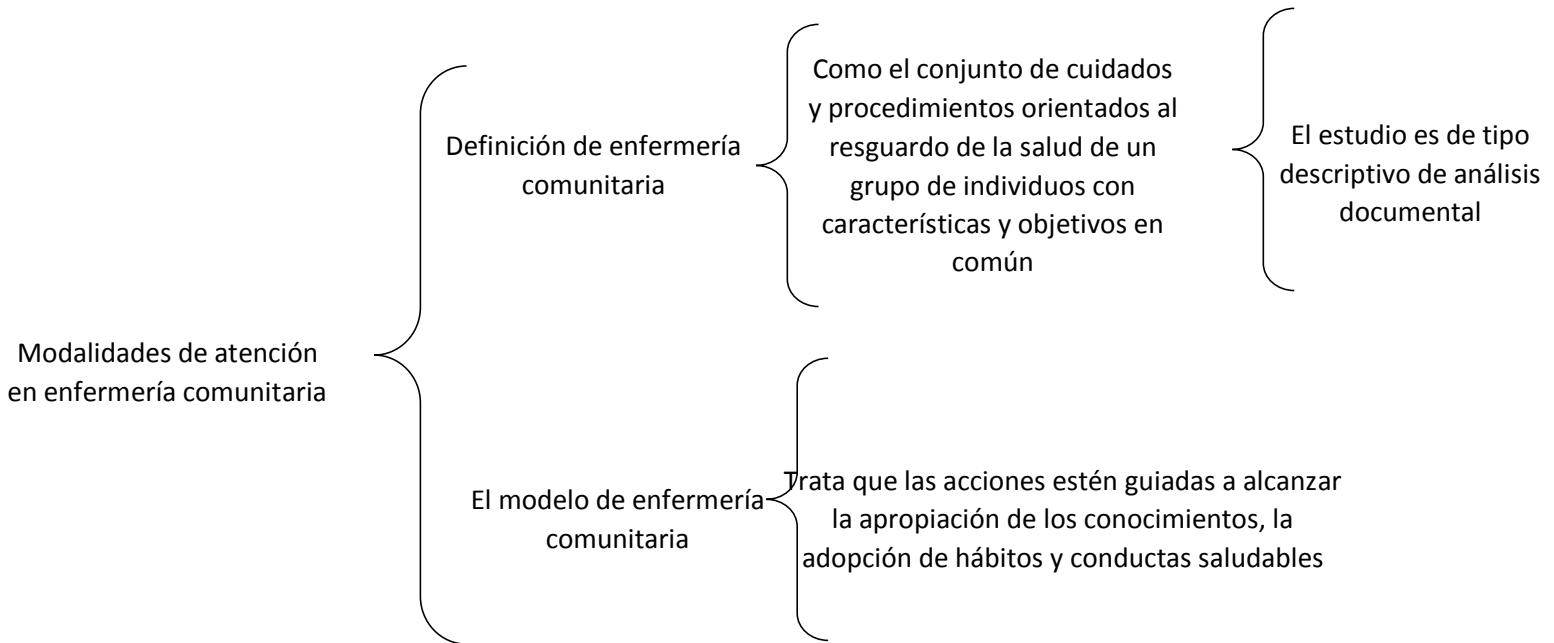 Modalidades de atención
en enfermería comunitaria
Definición de enfermería
comunitaria
Como el conjunto de cuidados
y procedimientos orientados al
resguardo de la salud de un
grupo de individuos con
características y objetivos en
común
El estudio es de tipo
descriptivo de análisis
documental
El modelo de enfermería
comunitaria
Trata que las acciones estén guiadas a alcanzar
la apropiación de los conocimientos, la
adopción de hábitos y conductas saludables